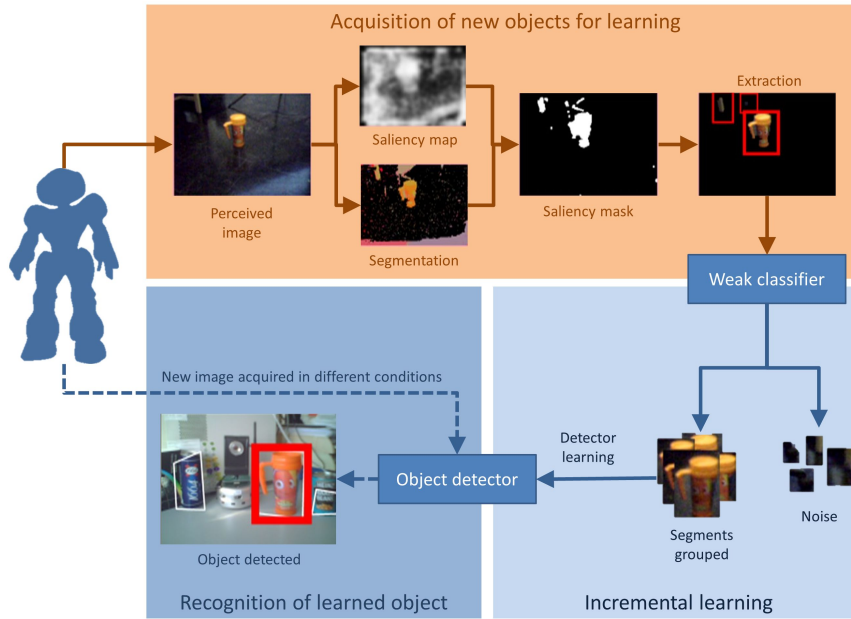 Acquisition of new objects for learning
Extraction
Saliency map
Perceived
image
Saliency mask
Segmentation
Weak classifier
New image acquired in different conditions
Detector
learning
Object detector
Segments
grouped
Noise
Object detected
Recognition of learned object
Incremental learning